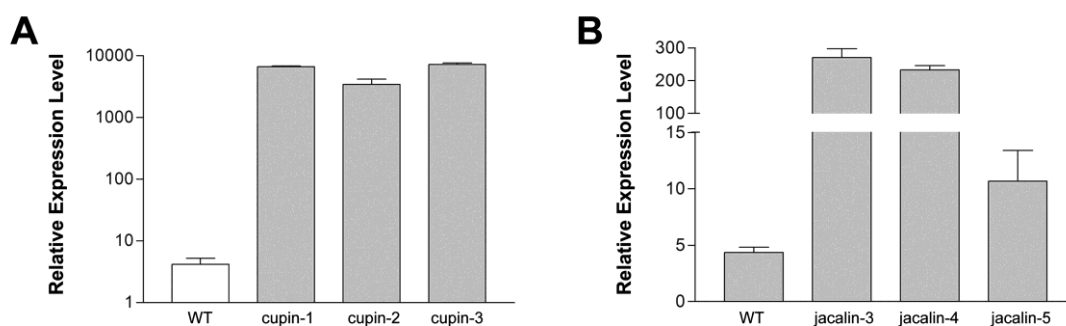 A
Relative Expression Level
10000
1000
100
10
1
WT cupin-1 cupin-2 cupin-3
B
Relative Expression Level
300
200
100
15
10
5
0
WT jacalin-3 jacalin-4 jacalin-5